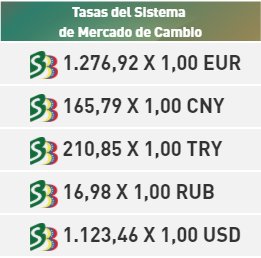 Tasas del Sistema
de Mercado de Cambio
1.276,92 X 1,00 EUR
165,79 X 1,00 CNY
210,85 X 1,00 TRY
16,98 X 1,00 RUB
1.123,46 X 1,00 USD